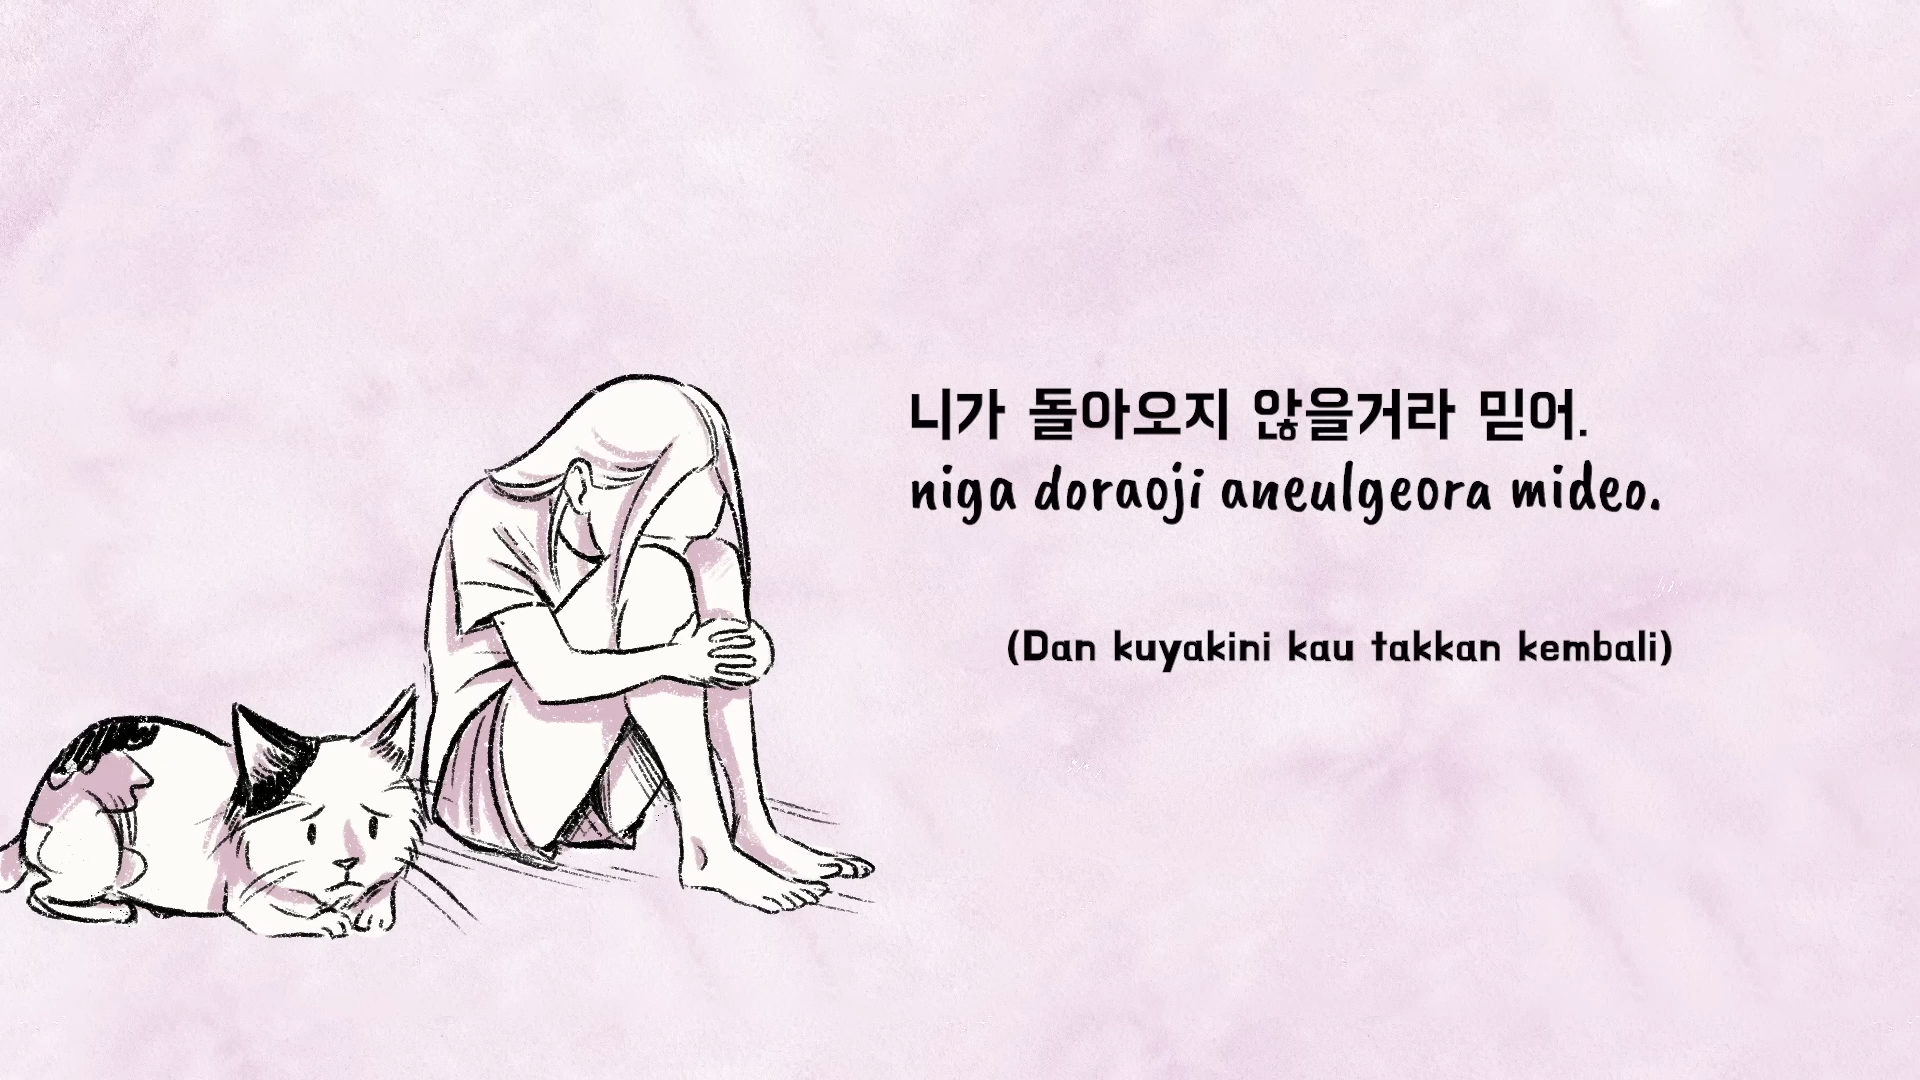 니가 돌아오지 않을거라 믿어.
niga doraoji aneulgeora mideo.
(Dan kuyakini kau takkan kembali)